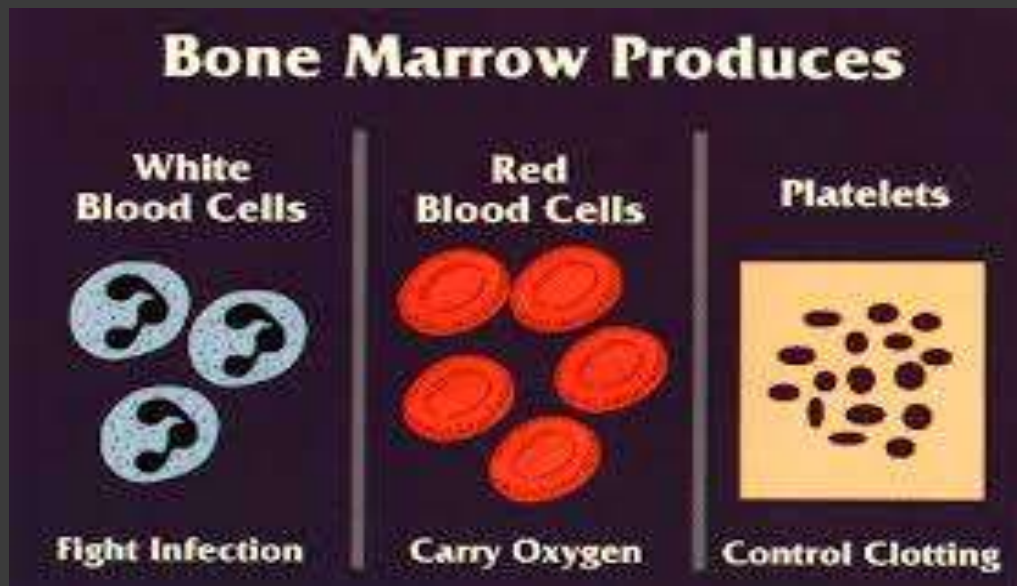 Bone Marrow Produces
White
Blood Cells
Red
Blood Cells
Platelets
Fight Infection
Carry Oxygen
Control Clotting